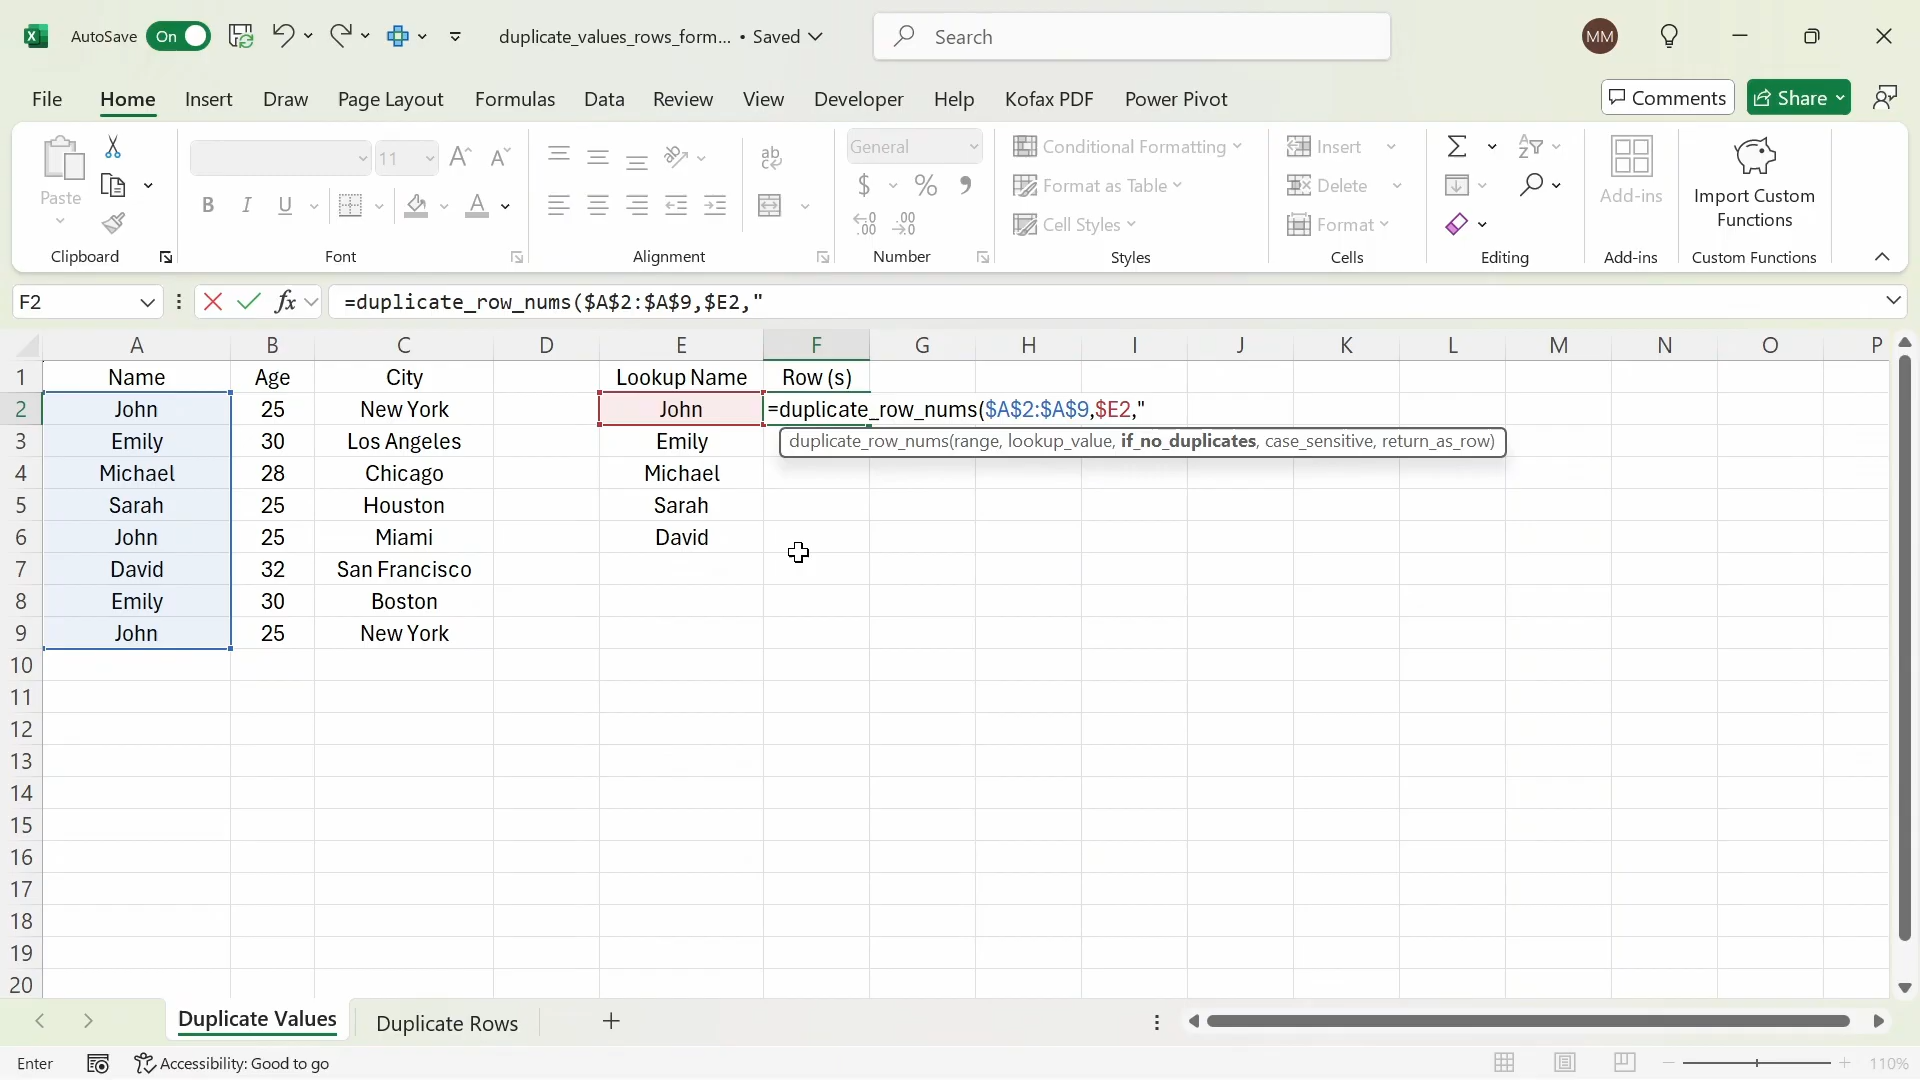 AutoSave On duplicate_values_rows_form... • Saved Search MM
File Home Insert Draw Page Layout Formulas Data Review View Developer Help Kofax PDF Power Pivot Comments Share
Paste
Clipboard
11
B I U A
Font
ab
Alignment
General
$ % 9
Number
Conditional Formatting
Format as Table
Cell Styles
Styles
Insert
Delete
Format
Cells
Editing
Add-ins
Add-ins
Import Custom
Functions
Custom Functions
F2 fx =duplicate_row_nums($A$2:$A$9,$E2,"
A B C D E F G H I J K L M N O P
1 Name Age City Lookup Name Row (s)
2 John 25 New York John =duplicate_row_nums($A$2:$A$9,$E2,"
3 Emily 30 Los Angeles Emily duplicate_row_nums(range, lookup_value, if_no_duplicates, case_sensitive, return_as_row)
4 Michael 28 Chicago Michael
5 Sarah 25 Houston Sarah
6 John 25 Miami David
7 David 32 San Francisco
8 Emily 30 Boston
9 John 25 New York
10
11
12
13
14
15
16
17
18
19
20
Duplicate Values Duplicate Rows
Enter Accessibility: Good to go 110%